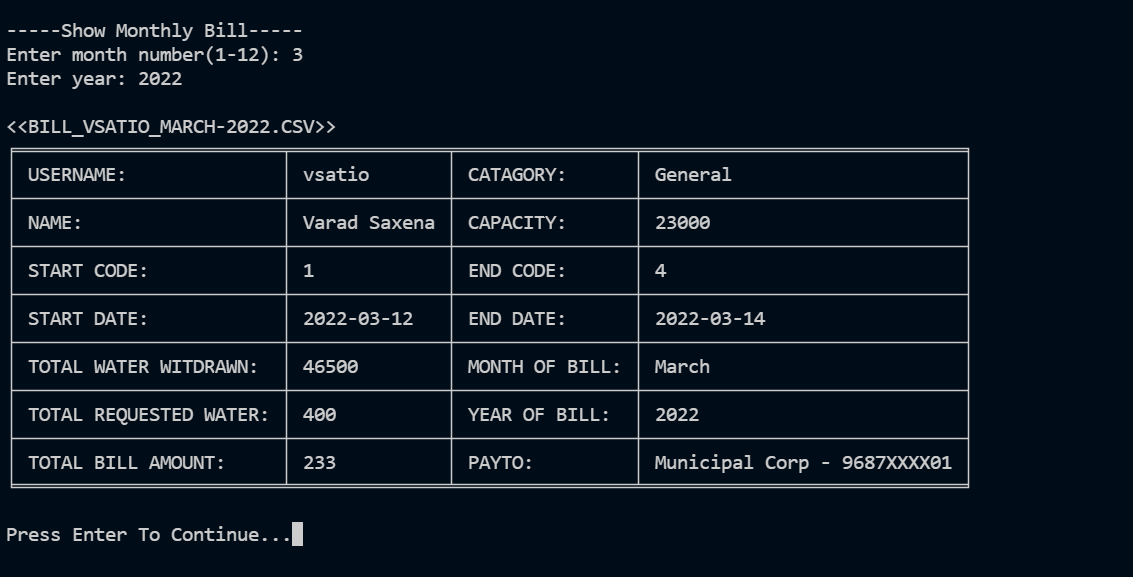 -----Show Monthly Bill-----
Enter month number(1-12): 3
Enter year: 2022
<<BILL_VSATIO_MARCH-2022.CSV>>
USERNAME: vsatio CATAGORY: General
NAME: Varad Saxena CAPACITY: 23000
START CODE: 1 END CODE: 4
START DATE: 2022-03-12 END DATE: 2022-03-14
TOTAL WATER WITDRAWN: 46500 MONTH OF BILL: March
TOTAL REQUESTED WATER: 400 YEAR OF BILL: 2022
TOTAL BILL AMOUNT: 233 PAYTO: Municipal Corp - 9687XXXX01
Press Enter To Continue...